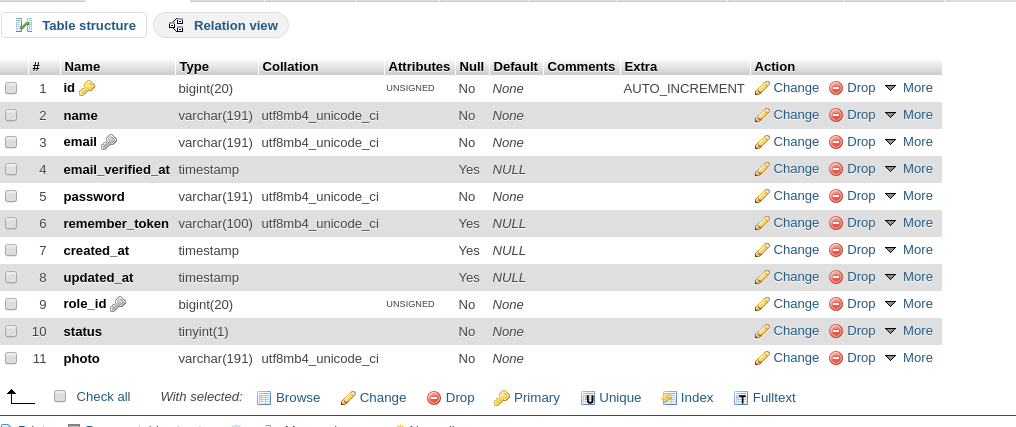 Table structure Relation view
# Name Type Collation Attributes Null Default Comments Extra Action
1 id bigint(20) UNSIGNED No None AUTO_INCREMENT Change Drop More
2 name varchar(191) utf8mb4_unicode_ci No None Change Drop More
3 email varchar(191) utf8mb4_unicode_ci No None Change Drop More
4 email_verified_at timestamp Yes NULL Change Drop More
5 password varchar(191) utf8mb4_unicode_ci No None Change Drop More
6 remember_token varchar(100) utf8mb4_unicode_ci Yes NULL Change Drop More
7 created_at timestamp Yes NULL Change Drop More
8 updated_at timestamp Yes NULL Change Drop More
9 role_id bigint(20) UNSIGNED No None Change Drop More
10 status tinyint(1) No None Change Drop More
11 photo varchar(191) utf8mb4_unicode_ci No None Change Drop More
Check all With selected: Browse Change Drop Primary Unique Index Fulltext